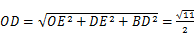 OD = √(OE² + DE² + BD²) = √11/2